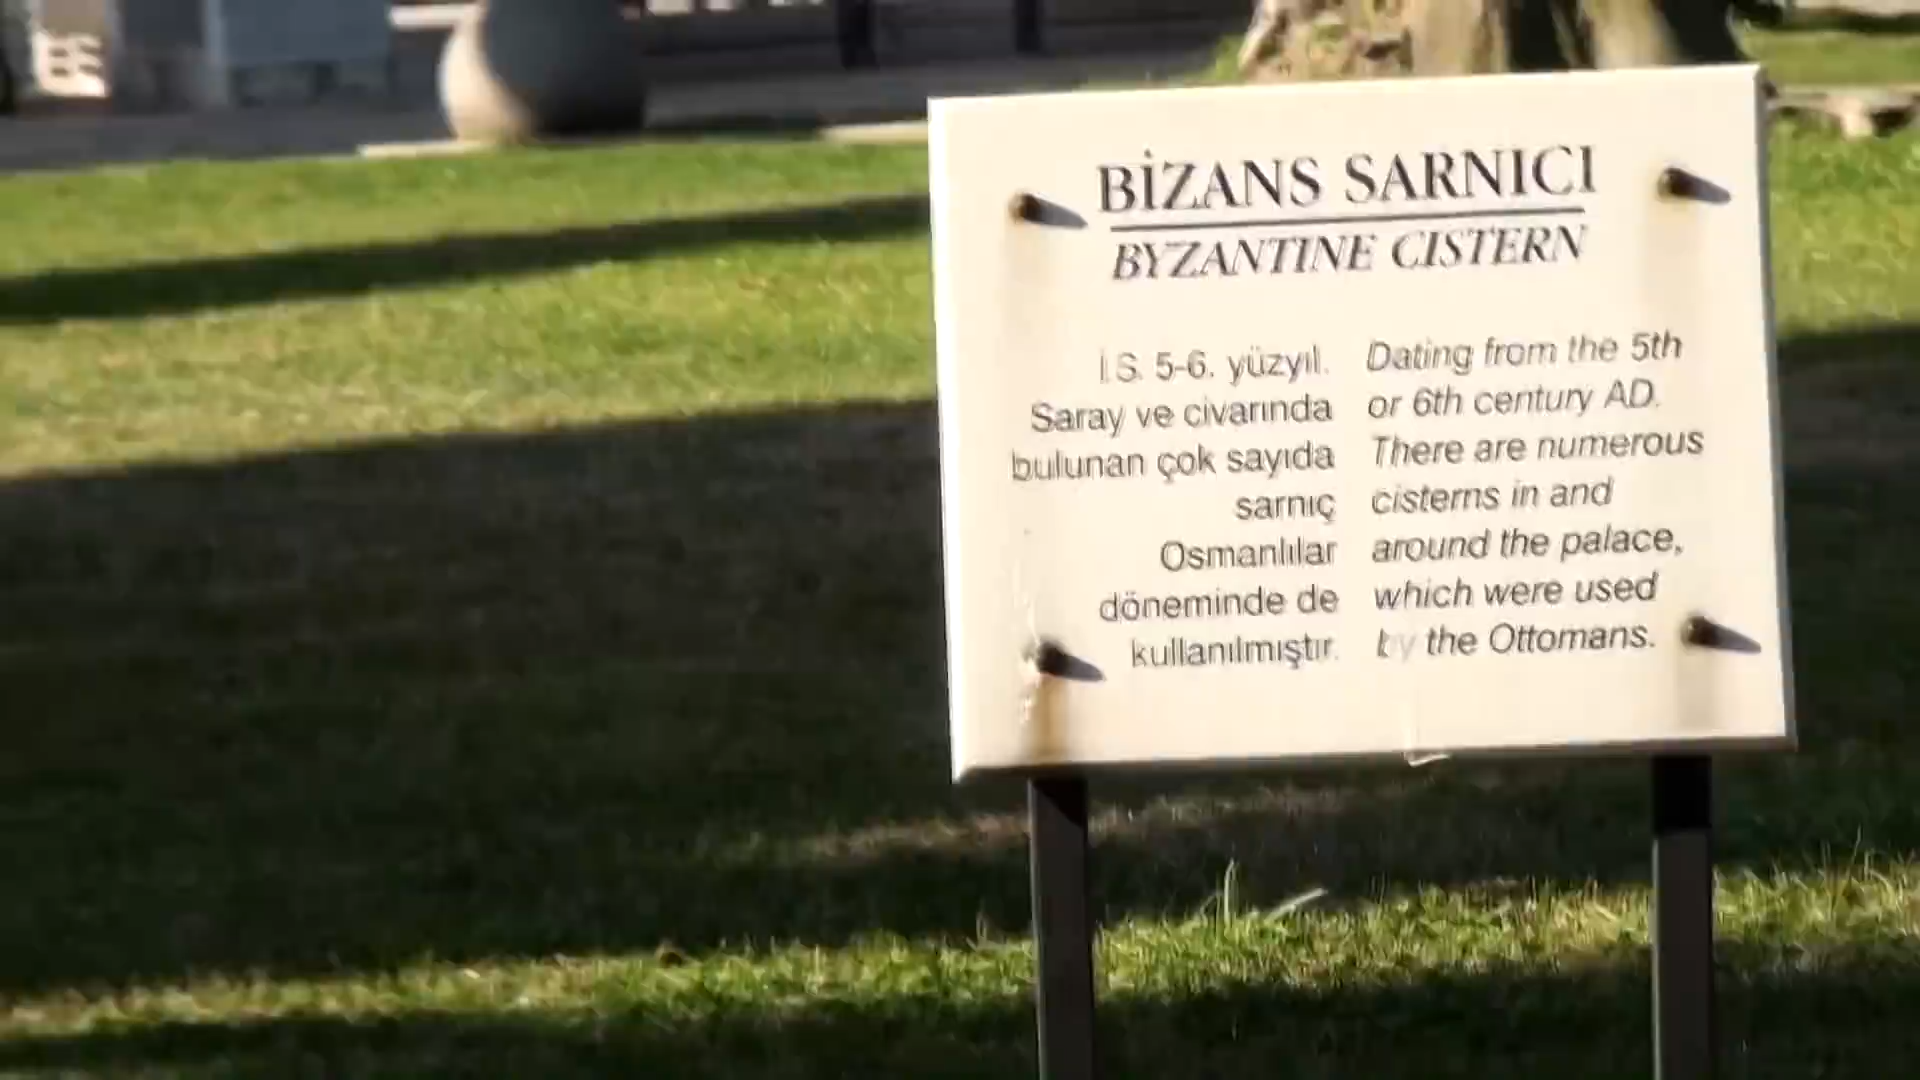 BİZANS SARNICI
BYZANTINE CISTERN
İ.S. 5-6. yüzyıl.
Saray ve civarında
bulunan çok sayıda
sarnıç
Osmanlılar
döneminde de
kullanılmıştır.
Dating from the 5th
or 6th century AD.
There are numerous
cisterns in and
around the palace,
which were used
by the Ottomans.